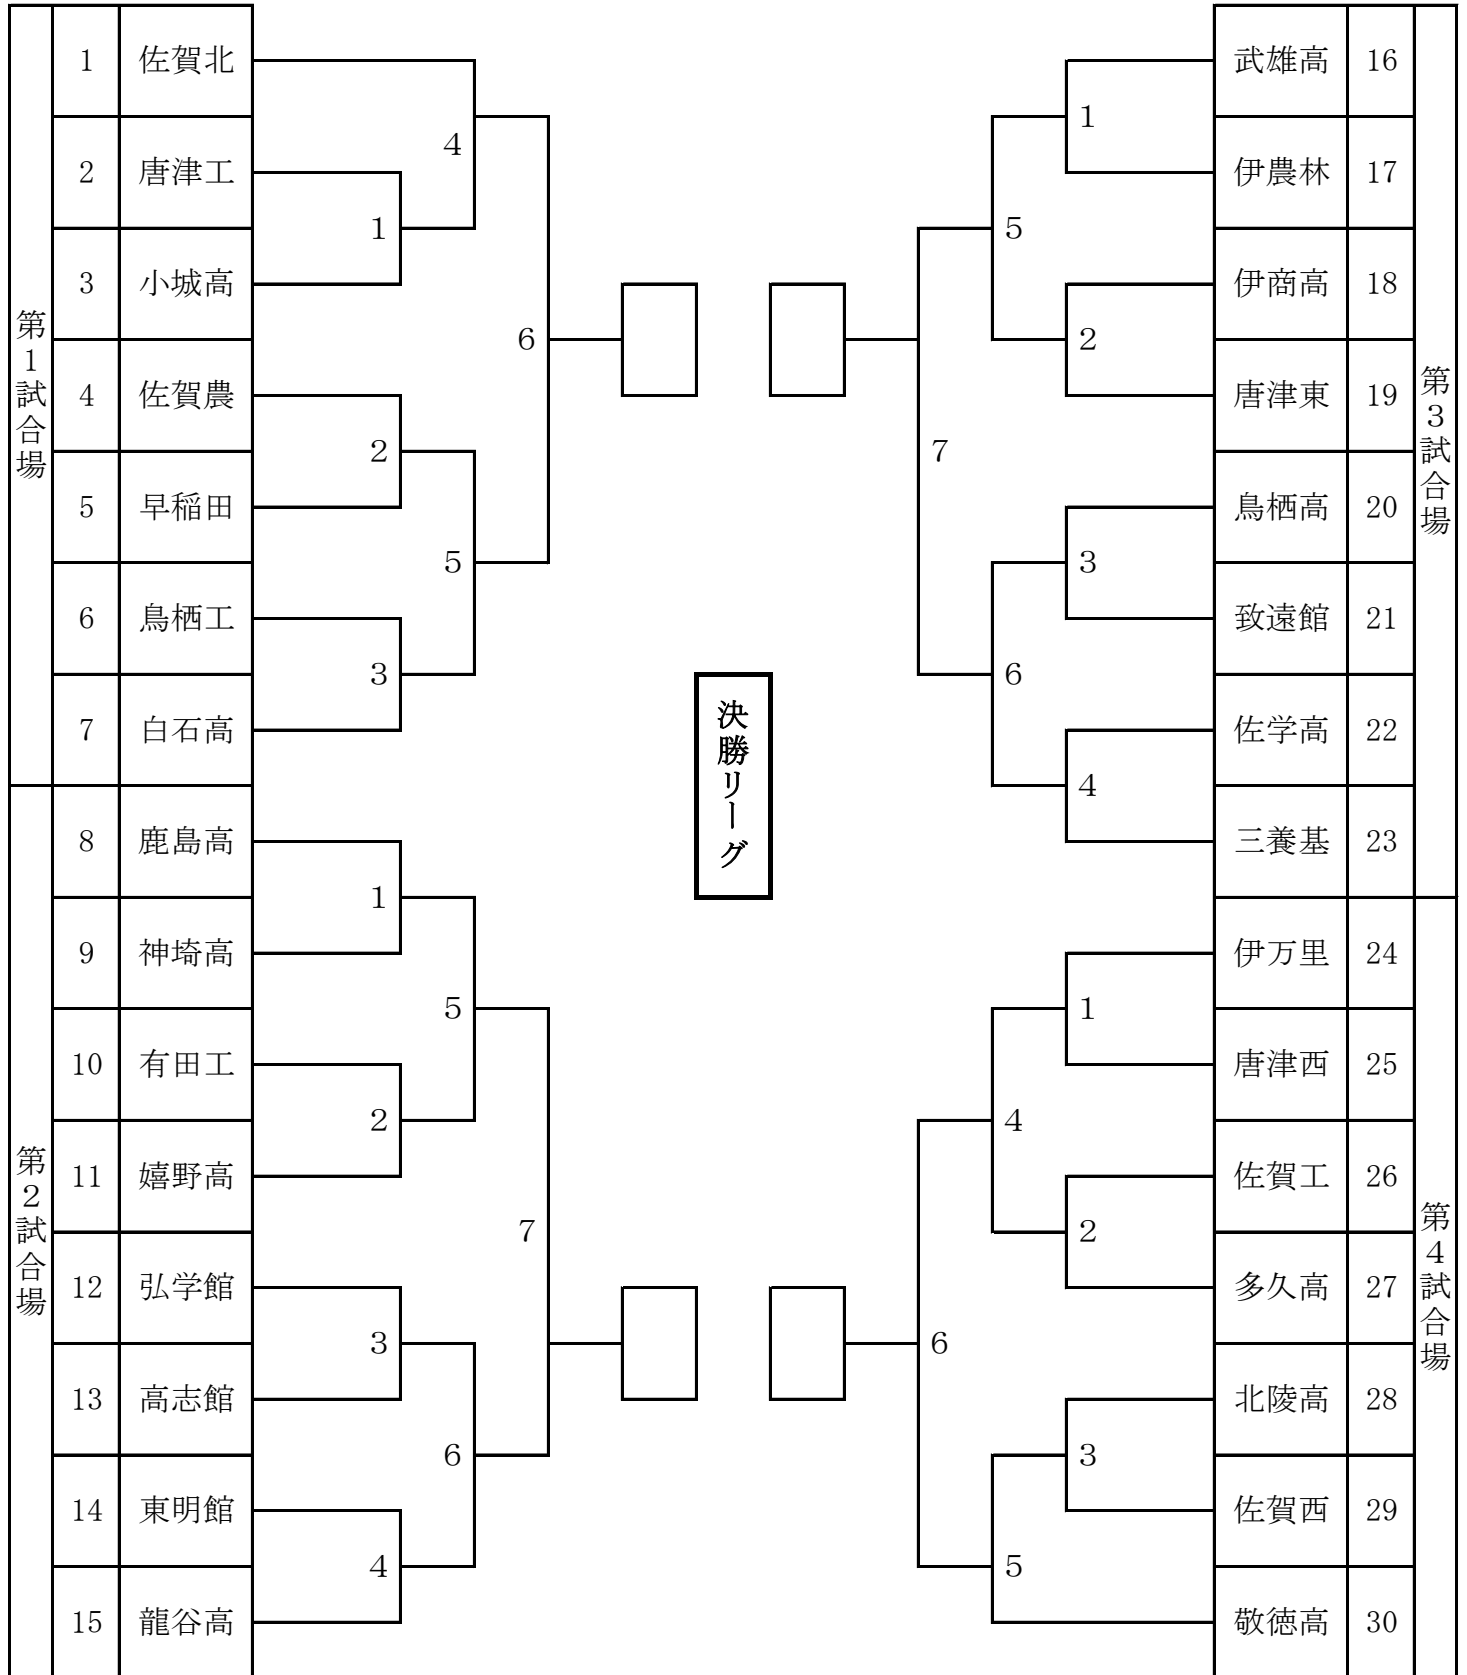 第1試合場
1 佐賀北
2 唐津工
3 小城高
4 佐賀農
5 早稲田
6 鳥栖工
7 白石高
1
2
3
4
5
6
第2試合場
8 鹿島高
9 神埼高
10 有田工
11 嬉野高
12 弘学館
13 高志館
14 東明館
15 龍谷高
1
2
3
4
5
6
7
決勝リーグ
武雄高 16
伊農林 17
伊商高 18
唐津東 19
鳥栖高 20
致遠館 21
佐学高 22
三養基 23
第3試合場
1
2
3
4
5
6
7
伊万里 24
唐津西 25
佐賀工 26
多久高 27
北陵高 28
佐賀西 29
敬徳高 30
第4試合場
1
2
3
4
5
6